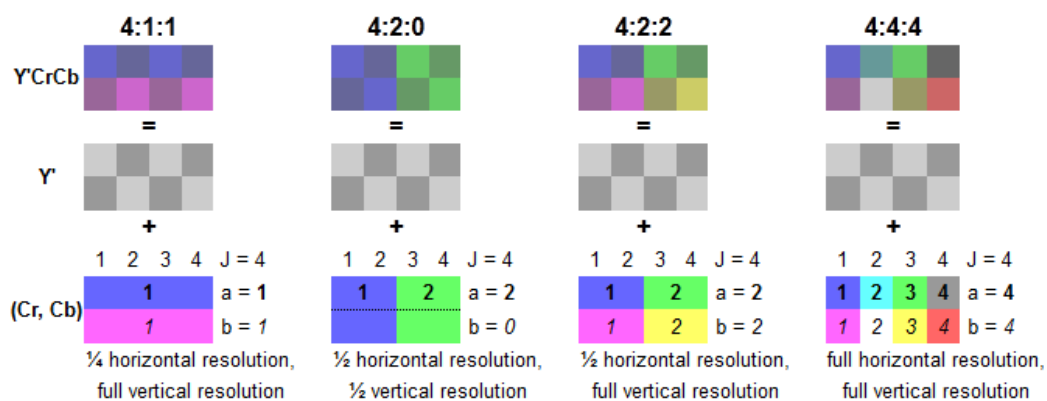 4:1:1 4:2:0 4:2:2 4:4:4
Y'CrCb
= = = =
Y'
+ + + +
1 2 3 4 J = 4 1 2 3 4 J = 4 1 2 3 4 J = 4 1 2 3 4 J = 4
(Cr, Cb)
1 a = 1 1 2 a = 2 1 2 a = 2 1 2 3 4 a = 4
1 b = 1 b = 0 1 2 b = 2 1 2 3 4 b = 4
¼ horizontal resolution, ½ horizontal resolution, ½ horizontal resolution, full horizontal resolution,
full vertical resolution ½ vertical resolution full vertical resolution full vertical resolution